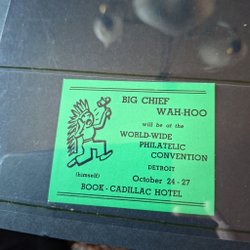 BIG CHIEF
WAH-HOO
will be at the
WORLD-WIDE
PHILATELIC
CONVENTION
DETROIT
(himself)
October 24-27
BOOK - CADILLAC HOTEL